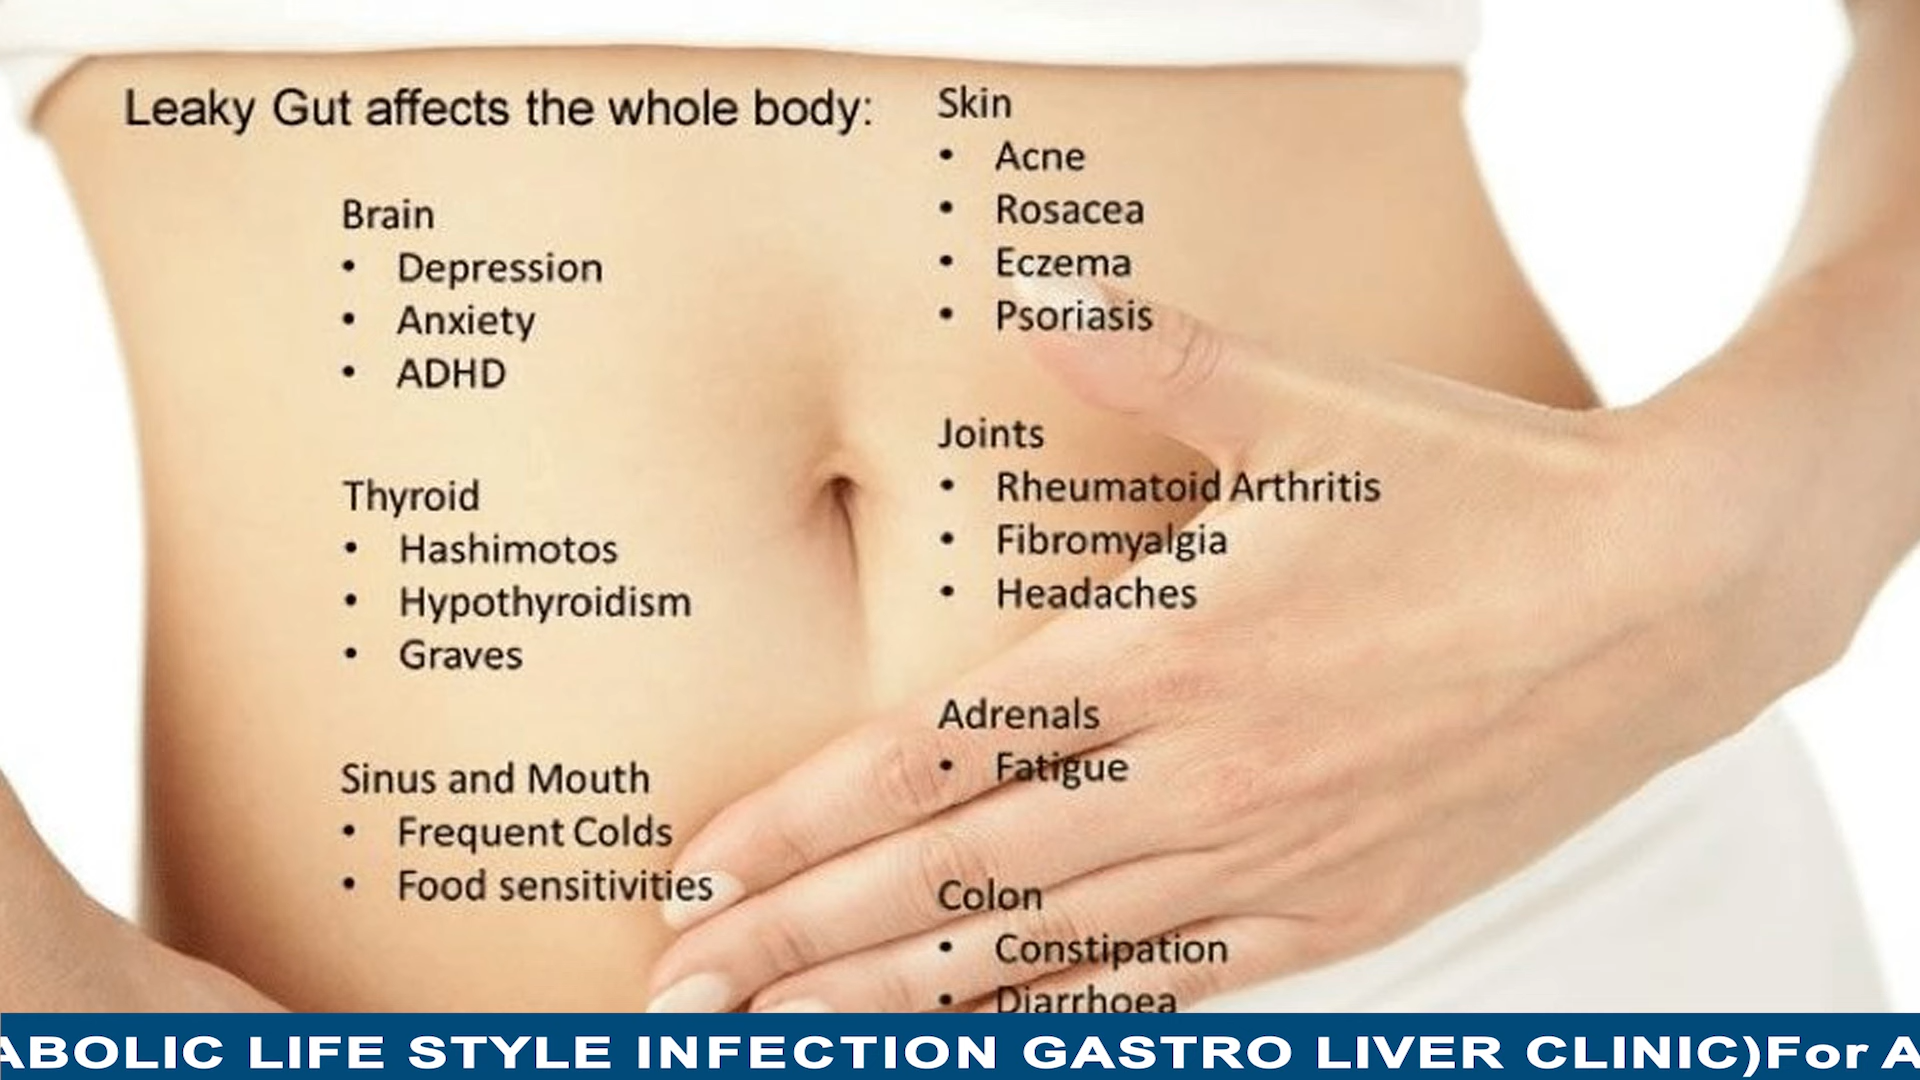 Leaky Gut affects the whole body:
Brain
• Depression
• Anxiety
• ADHD
Thyroid
• Hashimotos
• Hypothyroidism
• Graves
Sinus and Mouth
• Frequent Colds
• Food sensitivities
Skin
• Acne
• Rosacea
• Eczema
• Psoriasis
Joints
• Rheumatoid Arthritis
• Fibromyalgia
• Headaches
Adrenals
• Fatigue
Colon
• Constipation
• Diarrhoea
ABOLIC LIFE STYLE INFECTION GASTRO LIVER CLINIC)For A